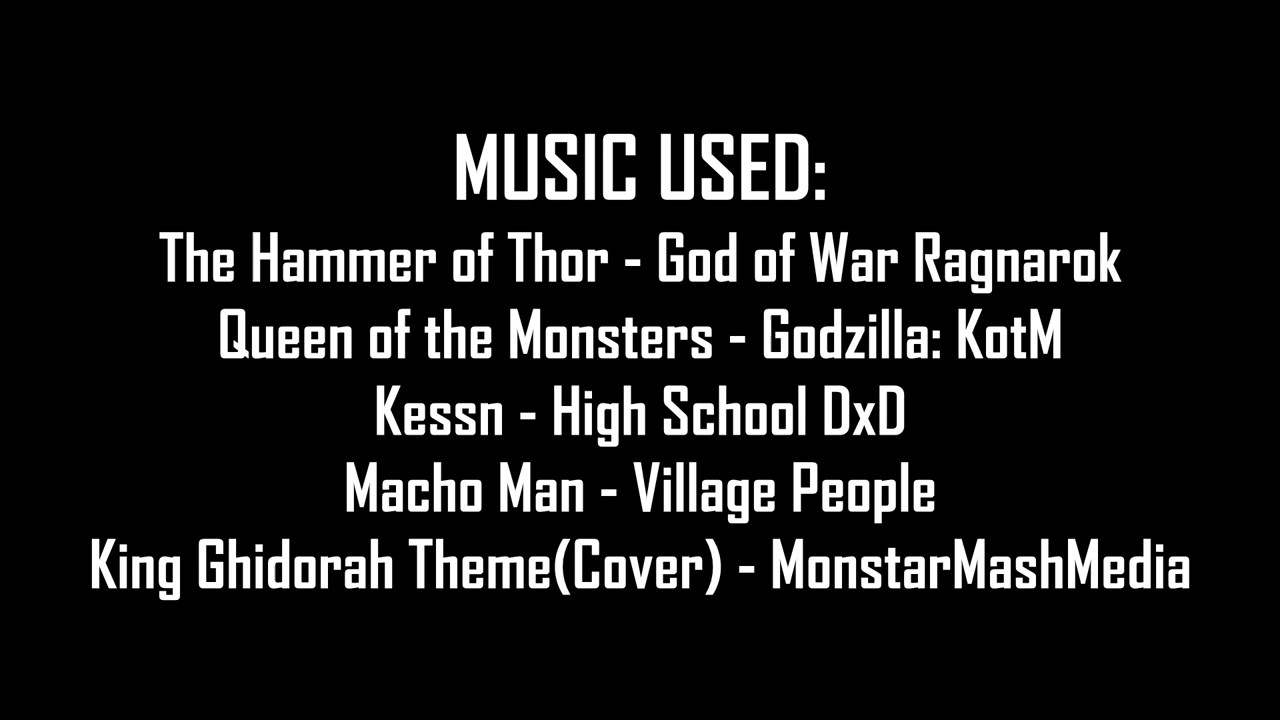 MUSIC USED:
The Hammer of Thor - God of War Ragnarok
Queen of the Monsters - Godzilla: KotM
Kessn - High School DxD
Macho Man - Village People
King Ghidorah Theme(Cover) - MonstarMashMedia